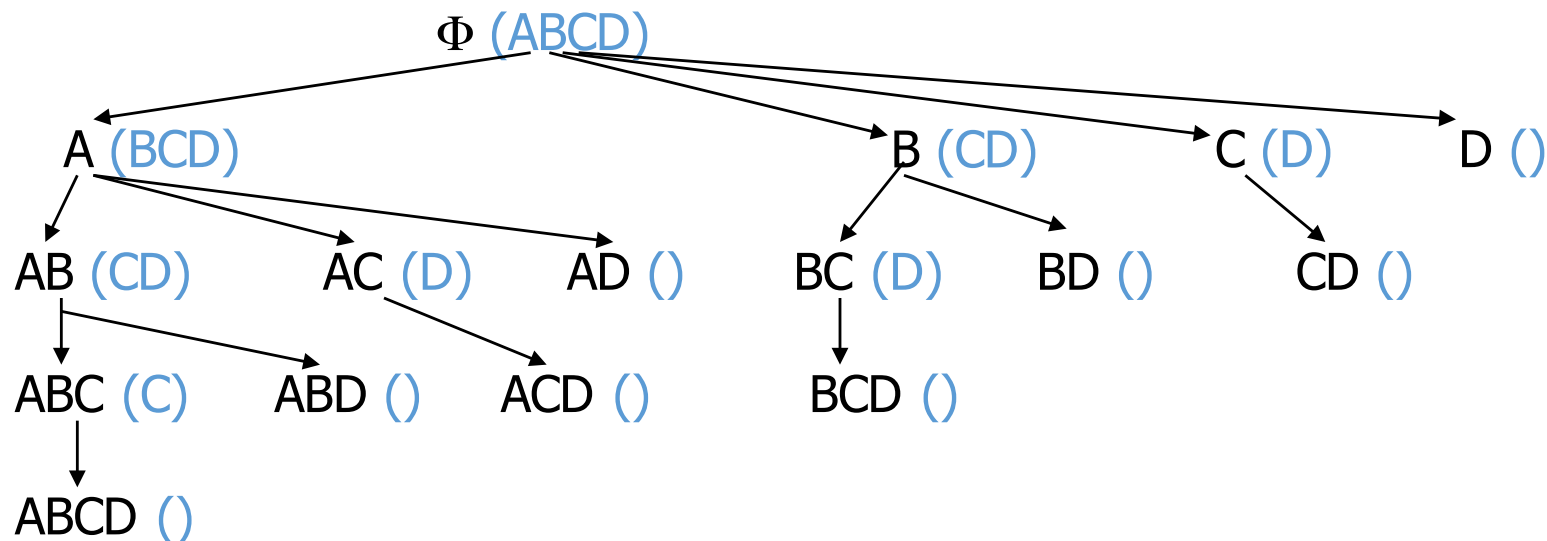 Φ (ABCD)
A (BCD) B (CD) C (D) D ()
AB (CD) AC (D) AD () BC (D) BD () CD ()
ABC (C) ABD () ACD () BCD ()
ABCD ()